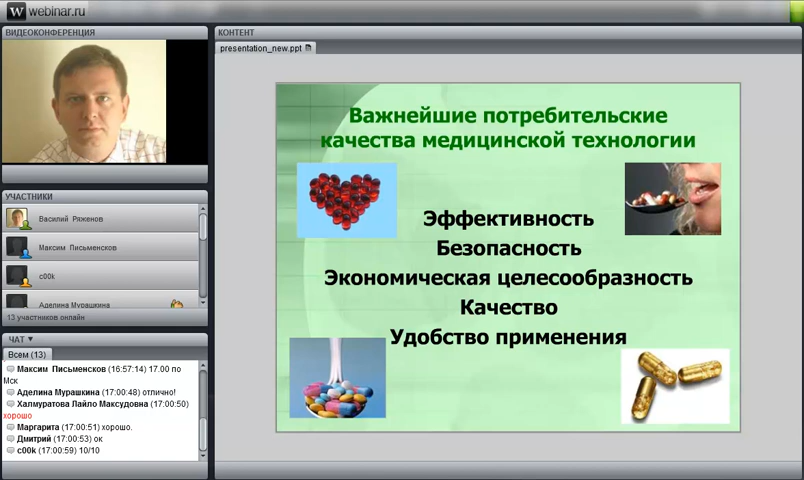 webinar.ru
ВИДЕОКОНФЕРЕНЦИЯ
УЧАСТНИКИ
Василий Ряженов
Максим Письменсков
c00k
Аделина Мурашкина
13 участников онлайн
ЧАТ
Всем (13)
Максим Письменсков (16:57:14) 17.00 по
Мск
Аделина Мурашкина (17:00:48) отлично!
Халмуратова Лайло Максудовна (17:00:50)
хорошо
Маргарита (17:00:51) хорошо.
Дмитрий (17:00:53) ок
c00k (17:00:59) 10/10
КОНТЕНТ
presentation_new.ppt
Важнейшие потребительские
качества медицинской технологии
Эффективность
Безопасность
Экономическая целесообразность
Качество
Удобство применения